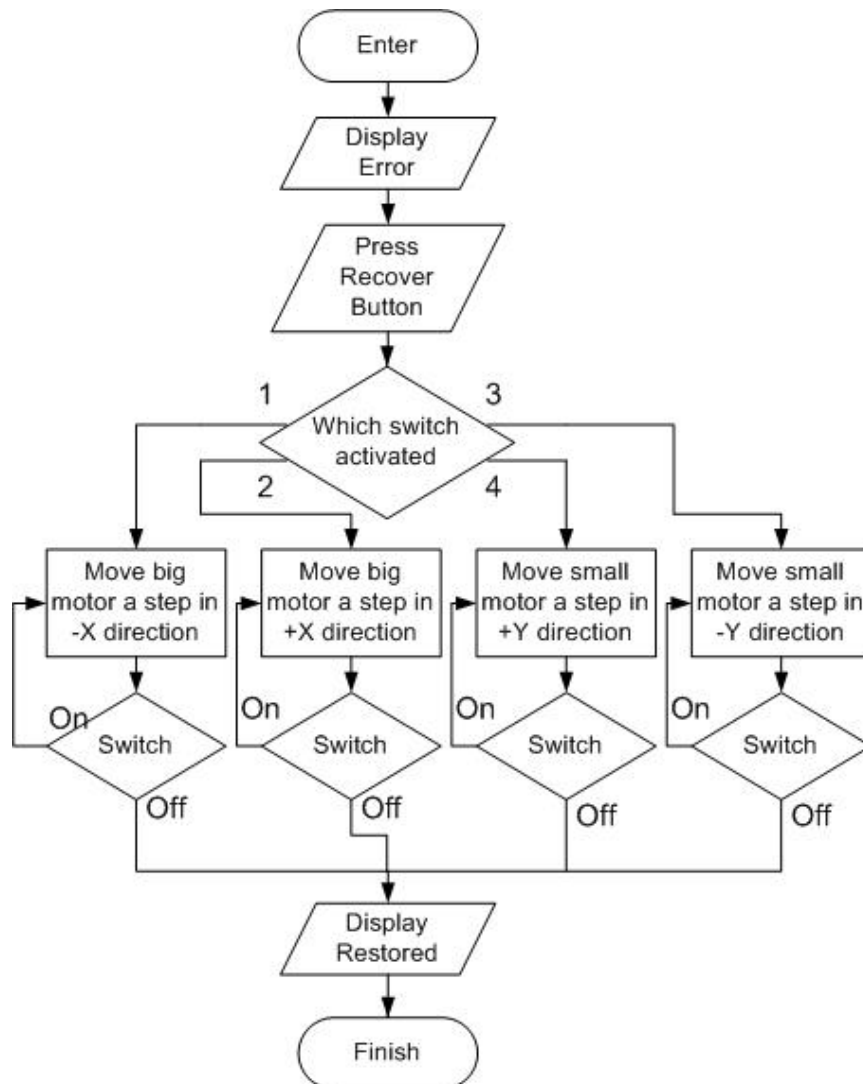 Enter
Display
Error
Press
Recover
Button
Which switch
activated
1
3
2
4
Move big
motor a step in
-X direction
Move big
motor a step in
+X direction
Move small
motor a step in
+Y direction
Move small
motor a step in
-Y direction
On
Switch
Off
On
Switch
Off
On
Switch
Off
On
Switch
Off
Display
Restored
Finish